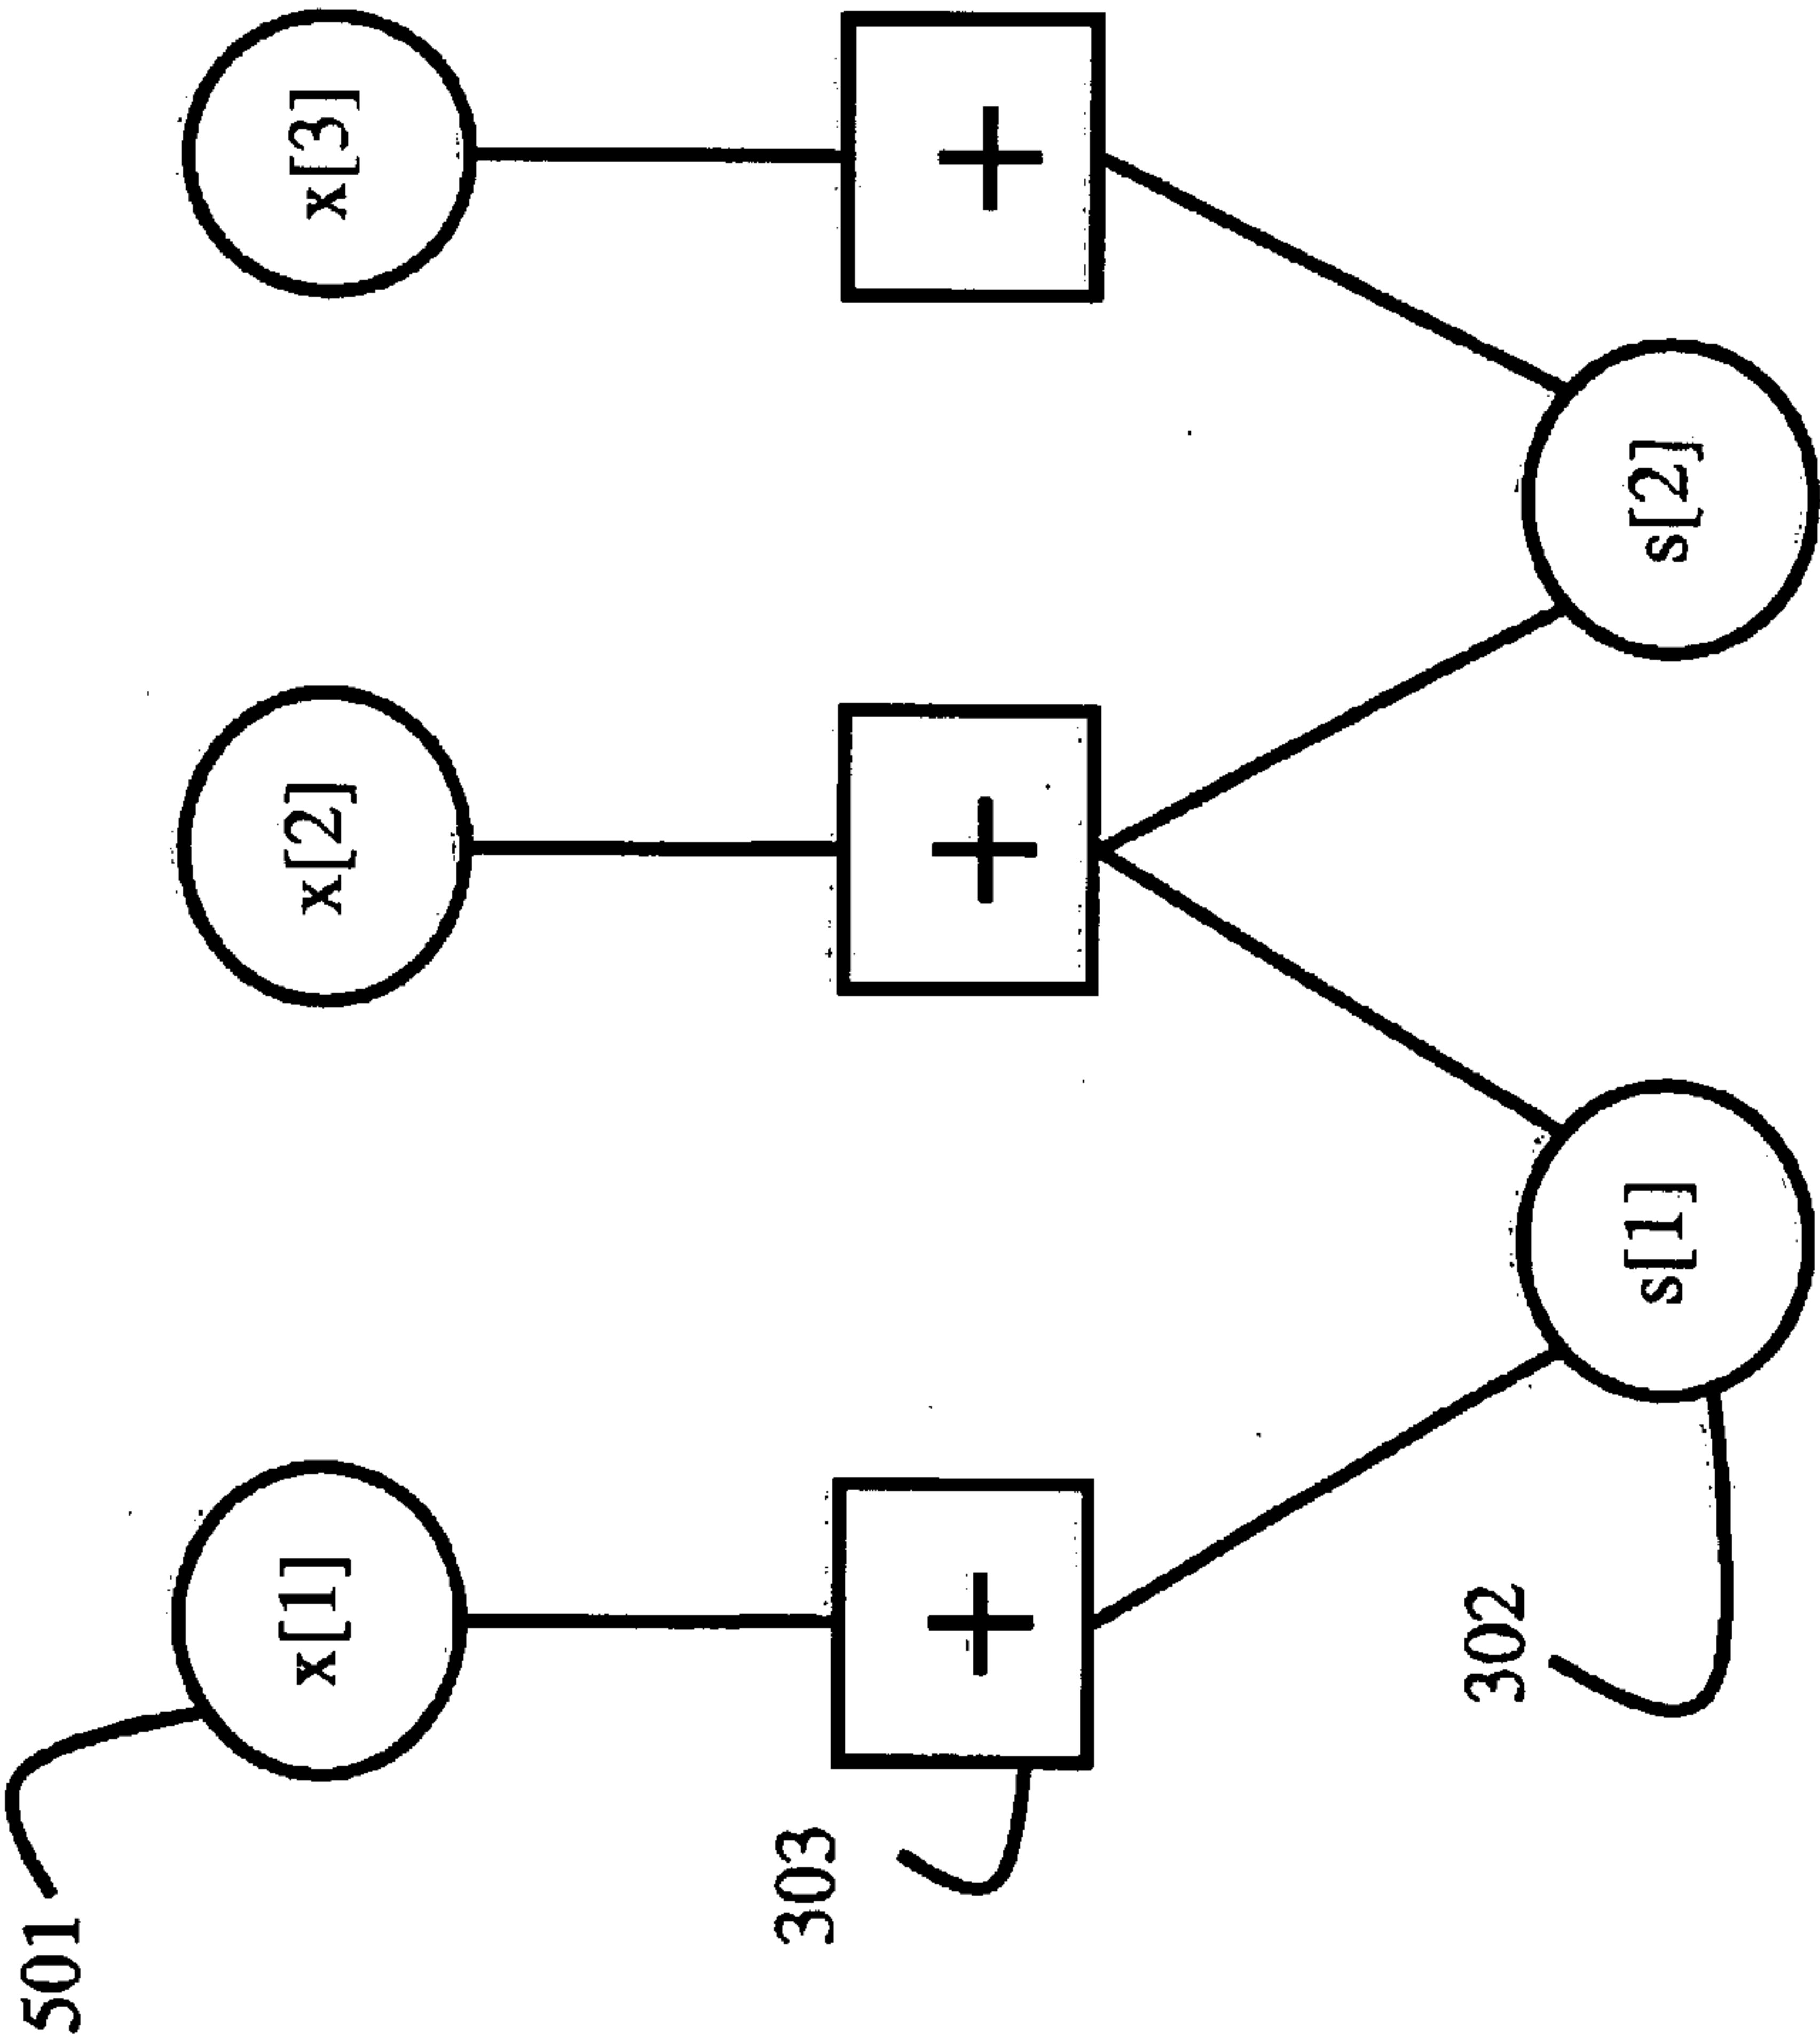 501
x[1]
x[2]
x[3]
303
+
+
+
302
s[1]
s[2]